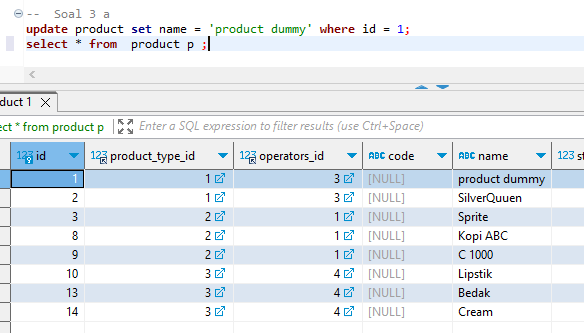 -- Soal 3 a
update product set name = 'product dummy' where id = 1;
select * from product p ;
duct 1
ect * from product p Enter a SQL expression to filter results (use Ctrl+Space)
123 id 123 product_type_id 123 operators_id ABC code ABC name 123 st
1 1 3 [NULL] product dummy
2 1 3 [NULL] SilverQuuen
3 2 1 [NULL] Sprite
8 2 1 [NULL] Kopi ABC
9 2 1 [NULL] C 1000
10 3 4 [NULL] Lipstik
13 3 4 [NULL] Bedak
14 3 4 [NULL] Cream